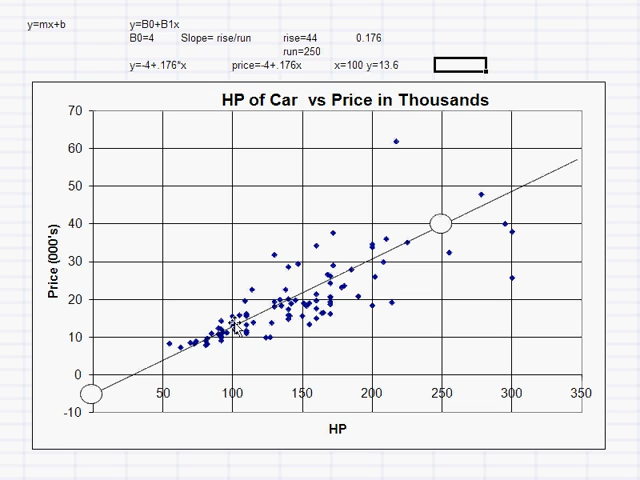 y=mx+b y=B0+B1x
B0=4 Slope= rise/run rise=44 0.176
run=250
y=-4+.176*x price=-4+.176x x=100 y=13.6
HP of Car vs Price in Thousands
70
60
50
40
30
20
10
0
-10
Price (000's)
50 100 150 200 250 300 350
HP